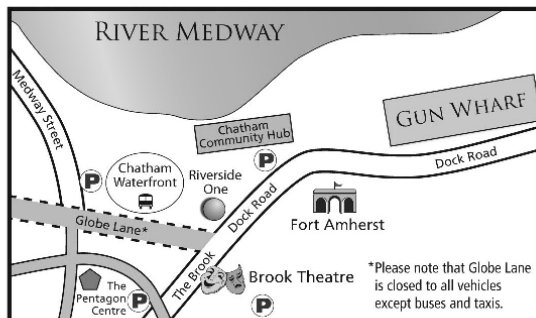 RIVER MEDWAY
Medway Street
GUN WHARF
Chatham
Community Hub
P
Dock Road
P
Chatham
Waterfront
Riverside
One
Dock Road
Fort Amherst
Globe Lane*
The Brook
Brook Theatre
The
Pentagon
Centre
P
P
*Please note that Globe Lane
is closed to all vehicles
except buses and taxis.